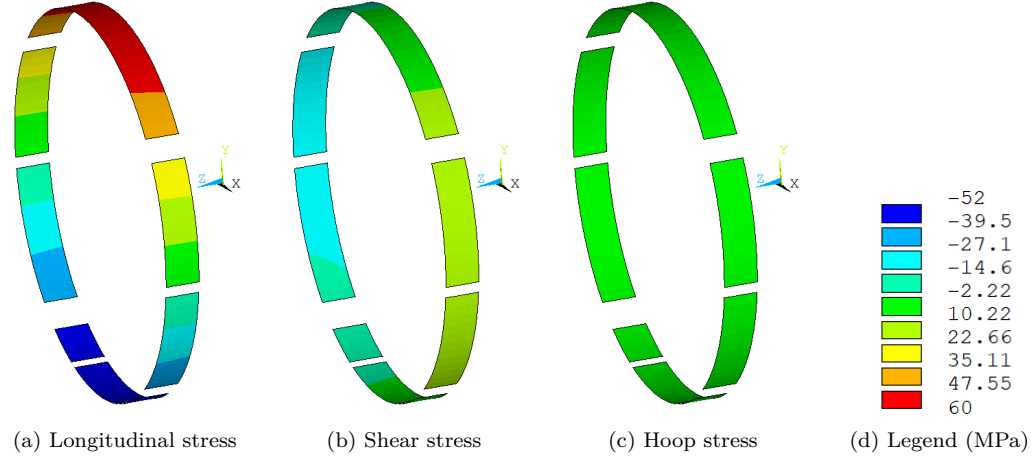 Y
Z
X
Y
Z
X
Y
Z
X
-52
-39.5
-27.1
-14.6
-2.22
10.22
22.66
35.11
47.55
60
(a) Longitudinal stress
(b) Shear stress
(c) Hoop stress
(d) Legend (MPa)